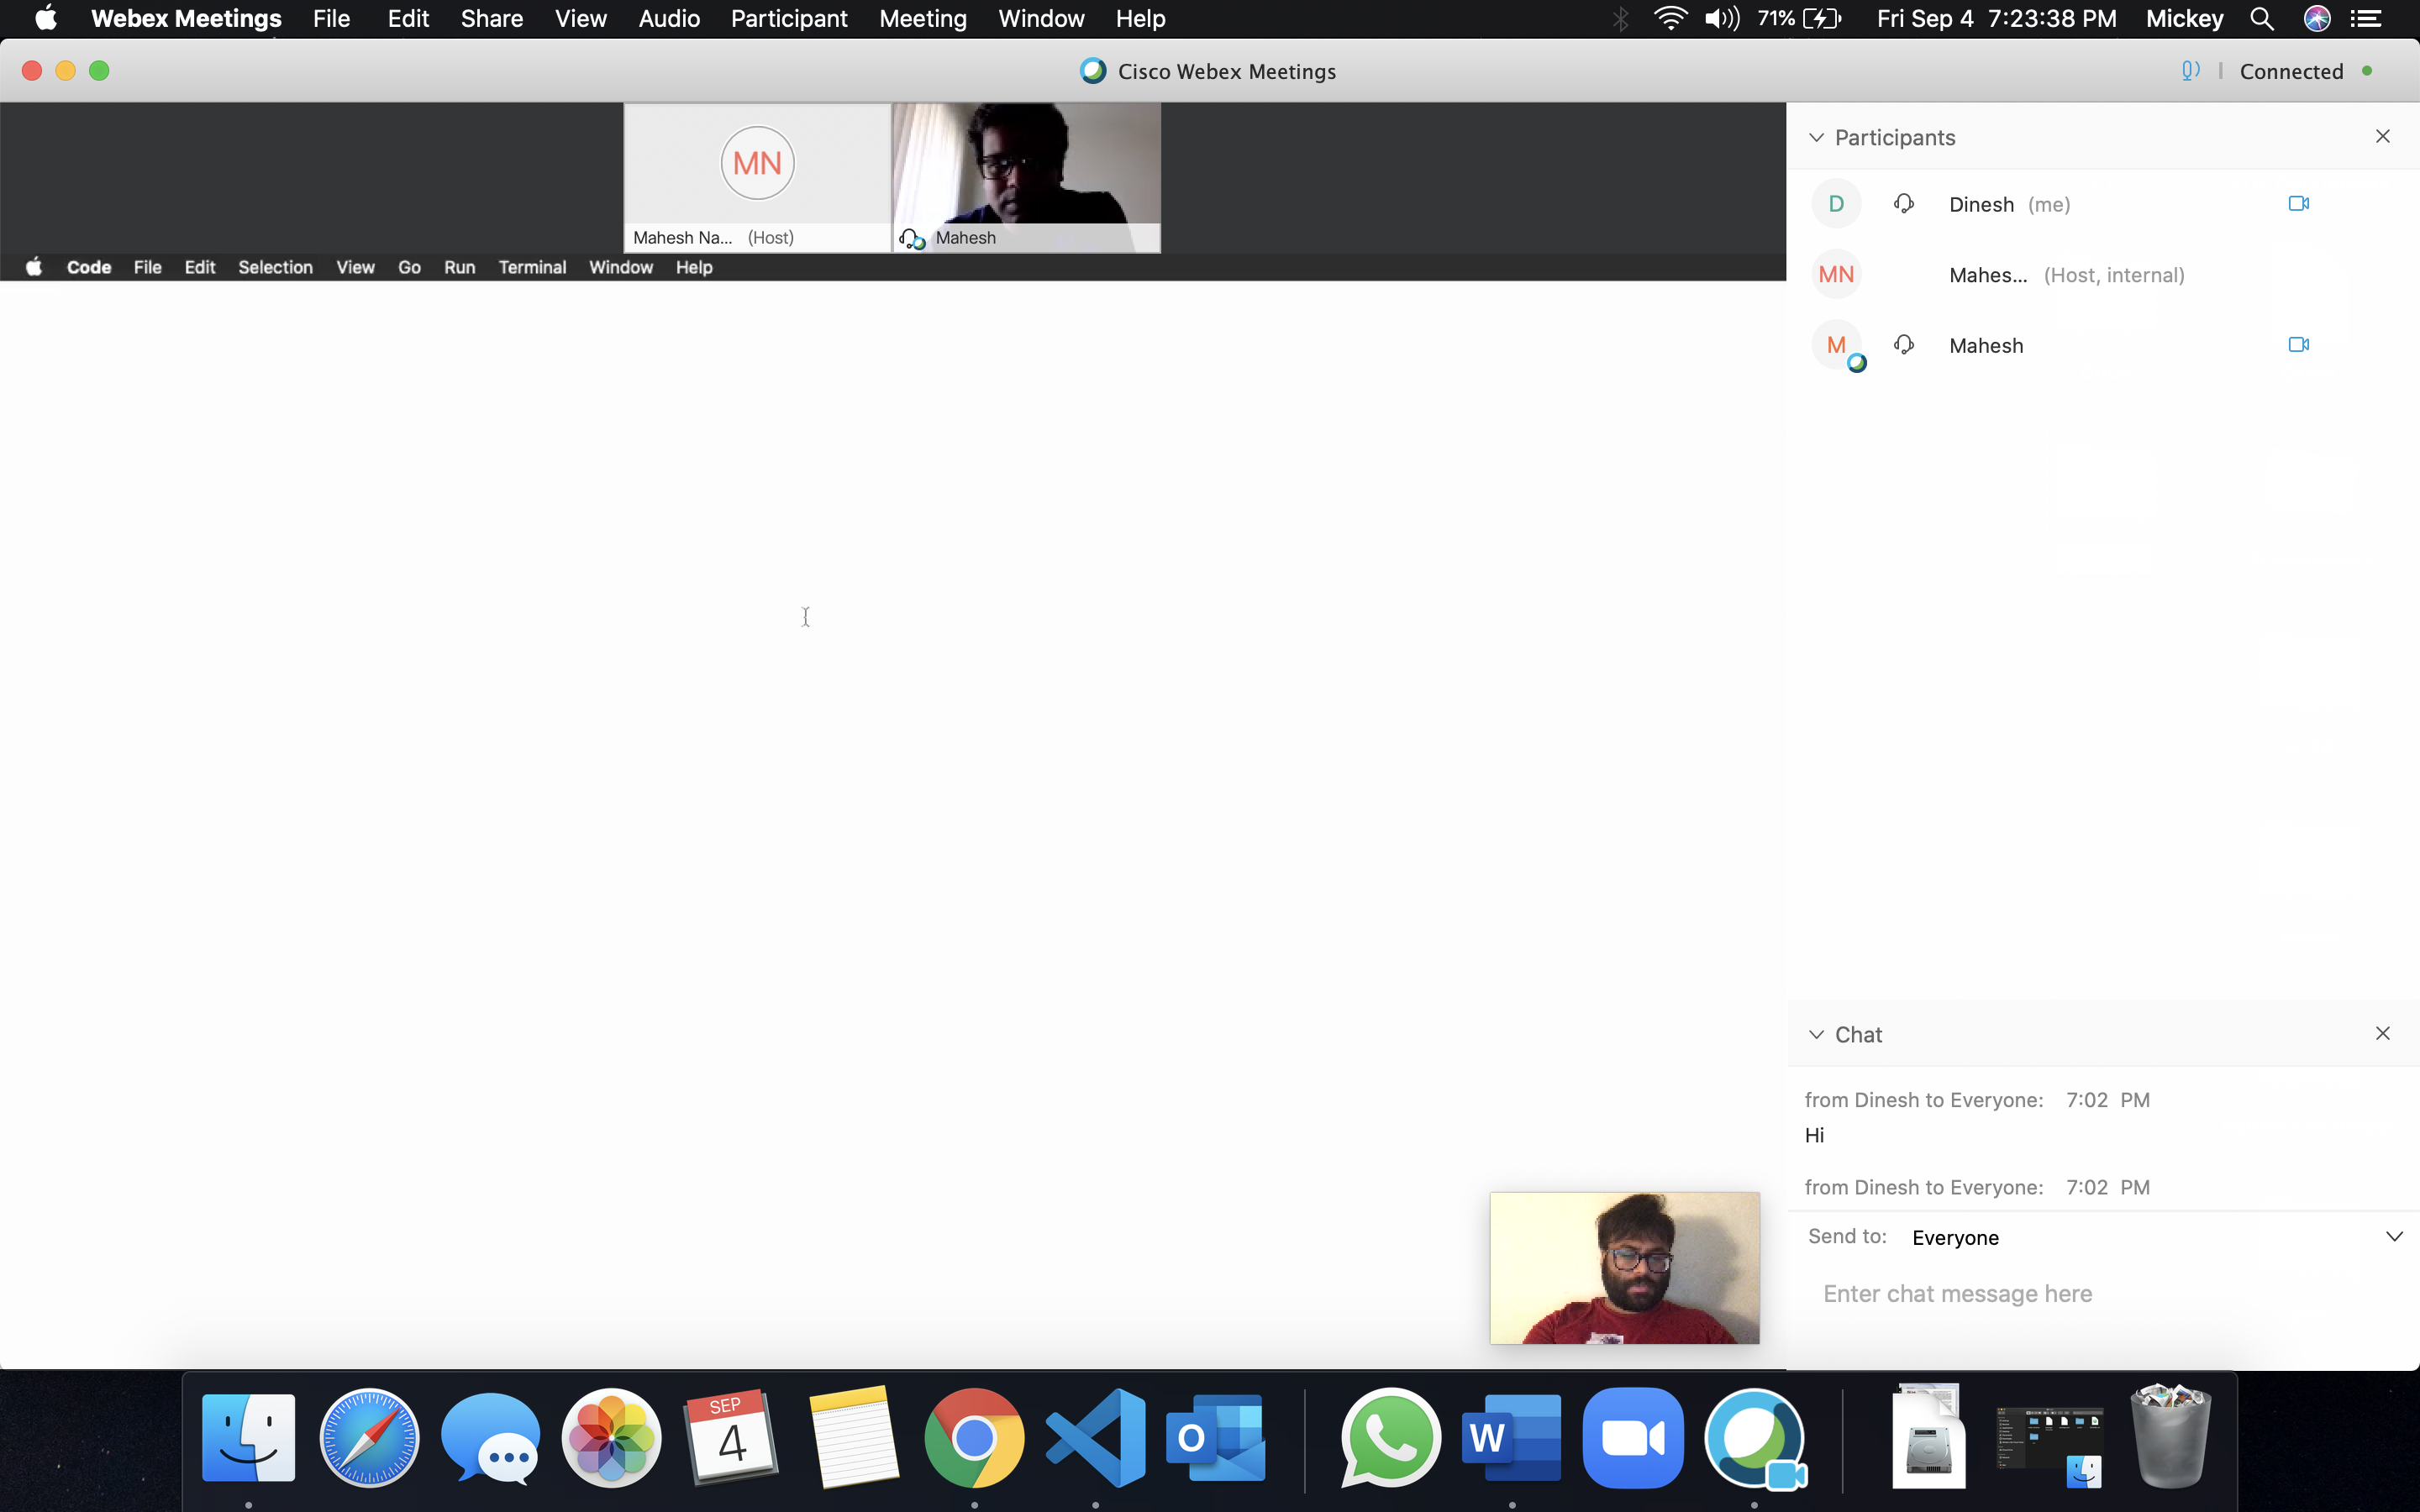 Webex Meetings File Edit Share View Audio Participant Meeting Window Help 71% Fri Sep 4 7:23:38 PM Mickey
Cisco Webex Meetings Connected
MN
Mahesh Na... (Host) Mahesh
Code File Edit Selection View Go Run Terminal Window Help
Participants
D Dinesh (me)
MN Mahes... (Host, internal)
M Mahesh
Chat
from Dinesh to Everyone: 7:02 PM
Hi
from Dinesh to Everyone: 7:02 PM
Send to: Everyone
Enter chat message here
SEP
4
O
W